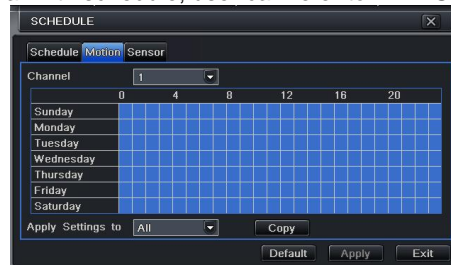 SCHEDULE
Schedule Motion Sensor
Channel 1
0 4 8 12 16 20
Sunday
Monday
Tuesday
Wednesday
Thursday
Friday
Saturday
Apply Settings to All Copy
Default Apply Exit